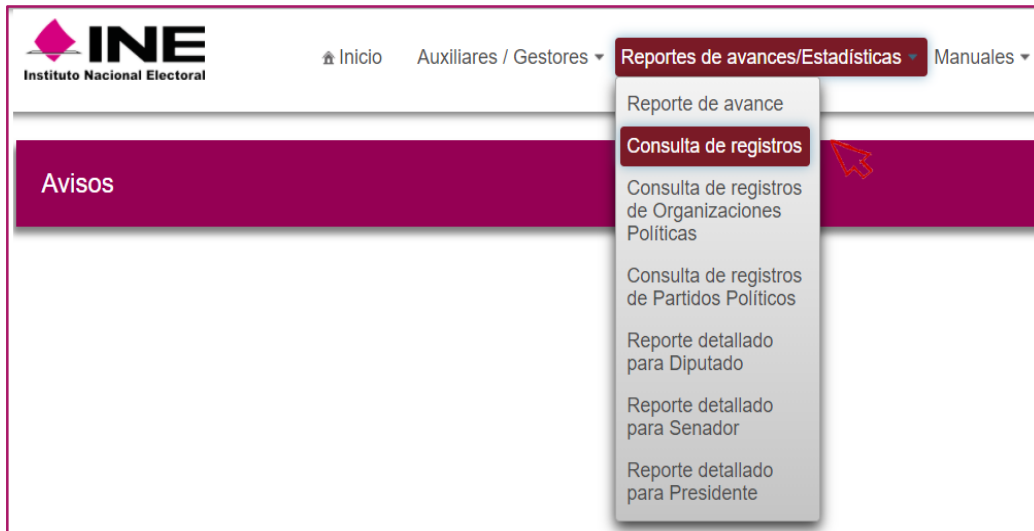 INE
Instituto Nacional Electoral
Inicio Auxiliares / Gestores Reportes de avances/Estadísticas Manuales
Reporte de avance
Consulta de registros
Avisos
Consulta de registros
de Organizaciones
Políticas
Consulta de registros
de Partidos Políticos
Reporte detallado
para Diputado
Reporte detallado
para Senador
Reporte detallado
para Presidente